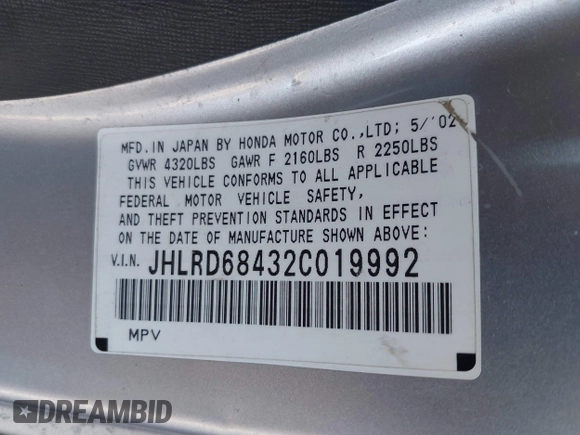 MFD. IN JAPAN BY HONDA MOTOR CO.,LTD; 5/'02
GVWR 4320LBS GAWR F 2160LBS R 2250LBS
THIS VEHICLE CONFORMS TO ALL APPLICABLE
FEDERAL MOTOR VEHICLE SAFETY,
AND THEFT PREVENTION STANDARDS IN EFFECT
ON THE DATE OF MANUFACTURE SHOWN ABOVE:
V.I.N. JHLRD68432C019992
MPV
DREAMBID